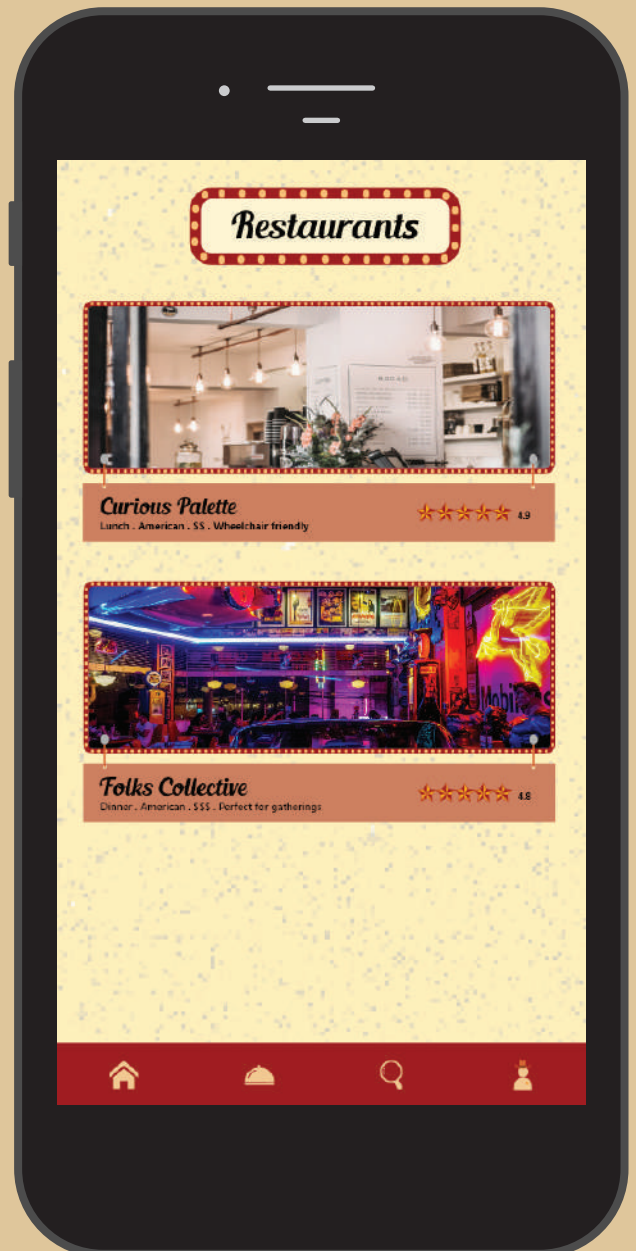 Restaurants
Curious Palette
Lunch . American . $$ . Wheelchair friendly
4.9
Folks Collective
Dinner . American . $$$ . Perfect for gatherings
4.8